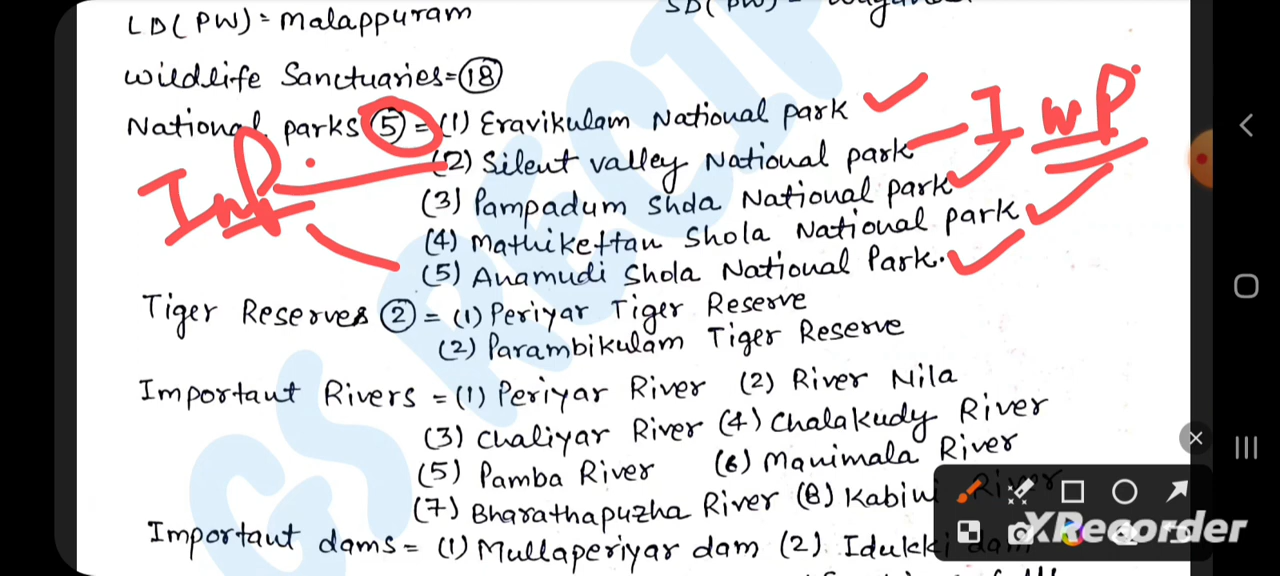 LD(PW)= Malappuram
SD(PW)=
Wildlife Sanctuaries=18
National parks 5 = (1) Eravikulam National park
(2) Silent valley National park
(3) Pampadum Shola National park
(4) Mathikettan Shola National park
(5) Anamudi Shola National Park.
Imp.
Imp.
Tiger Reserves 2 = (1) Periyar Tiger Reserve
(2) Parambikulam Tiger Reserve
Important Rivers = (1) Periyar River (2) River Nila
(3) Chaliyar River (4) Chalakudy River
(5) Pamba River (6) Manimala River
(7) Bharathapuzha River (8) Kabini River
Important dams = (1) Mullaperiyar dam (2) Idukki dam
GS RECIP
XRecorder